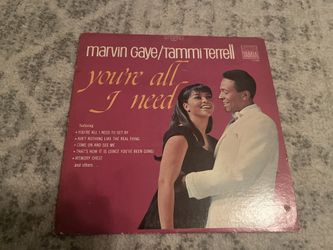 marvin gaye/tammi terrell
TAMLA
you're all
I need
featuring
• YOU'RE ALL I NEED TO GET BY
• AIN'T NOTHING LIKE THE REAL THING
• COME ON AND SEE ME
• THAT'S HOW IT IS (SINCE YOU'VE BEEN GONE)
• MEMORY CHEST
and others . . .